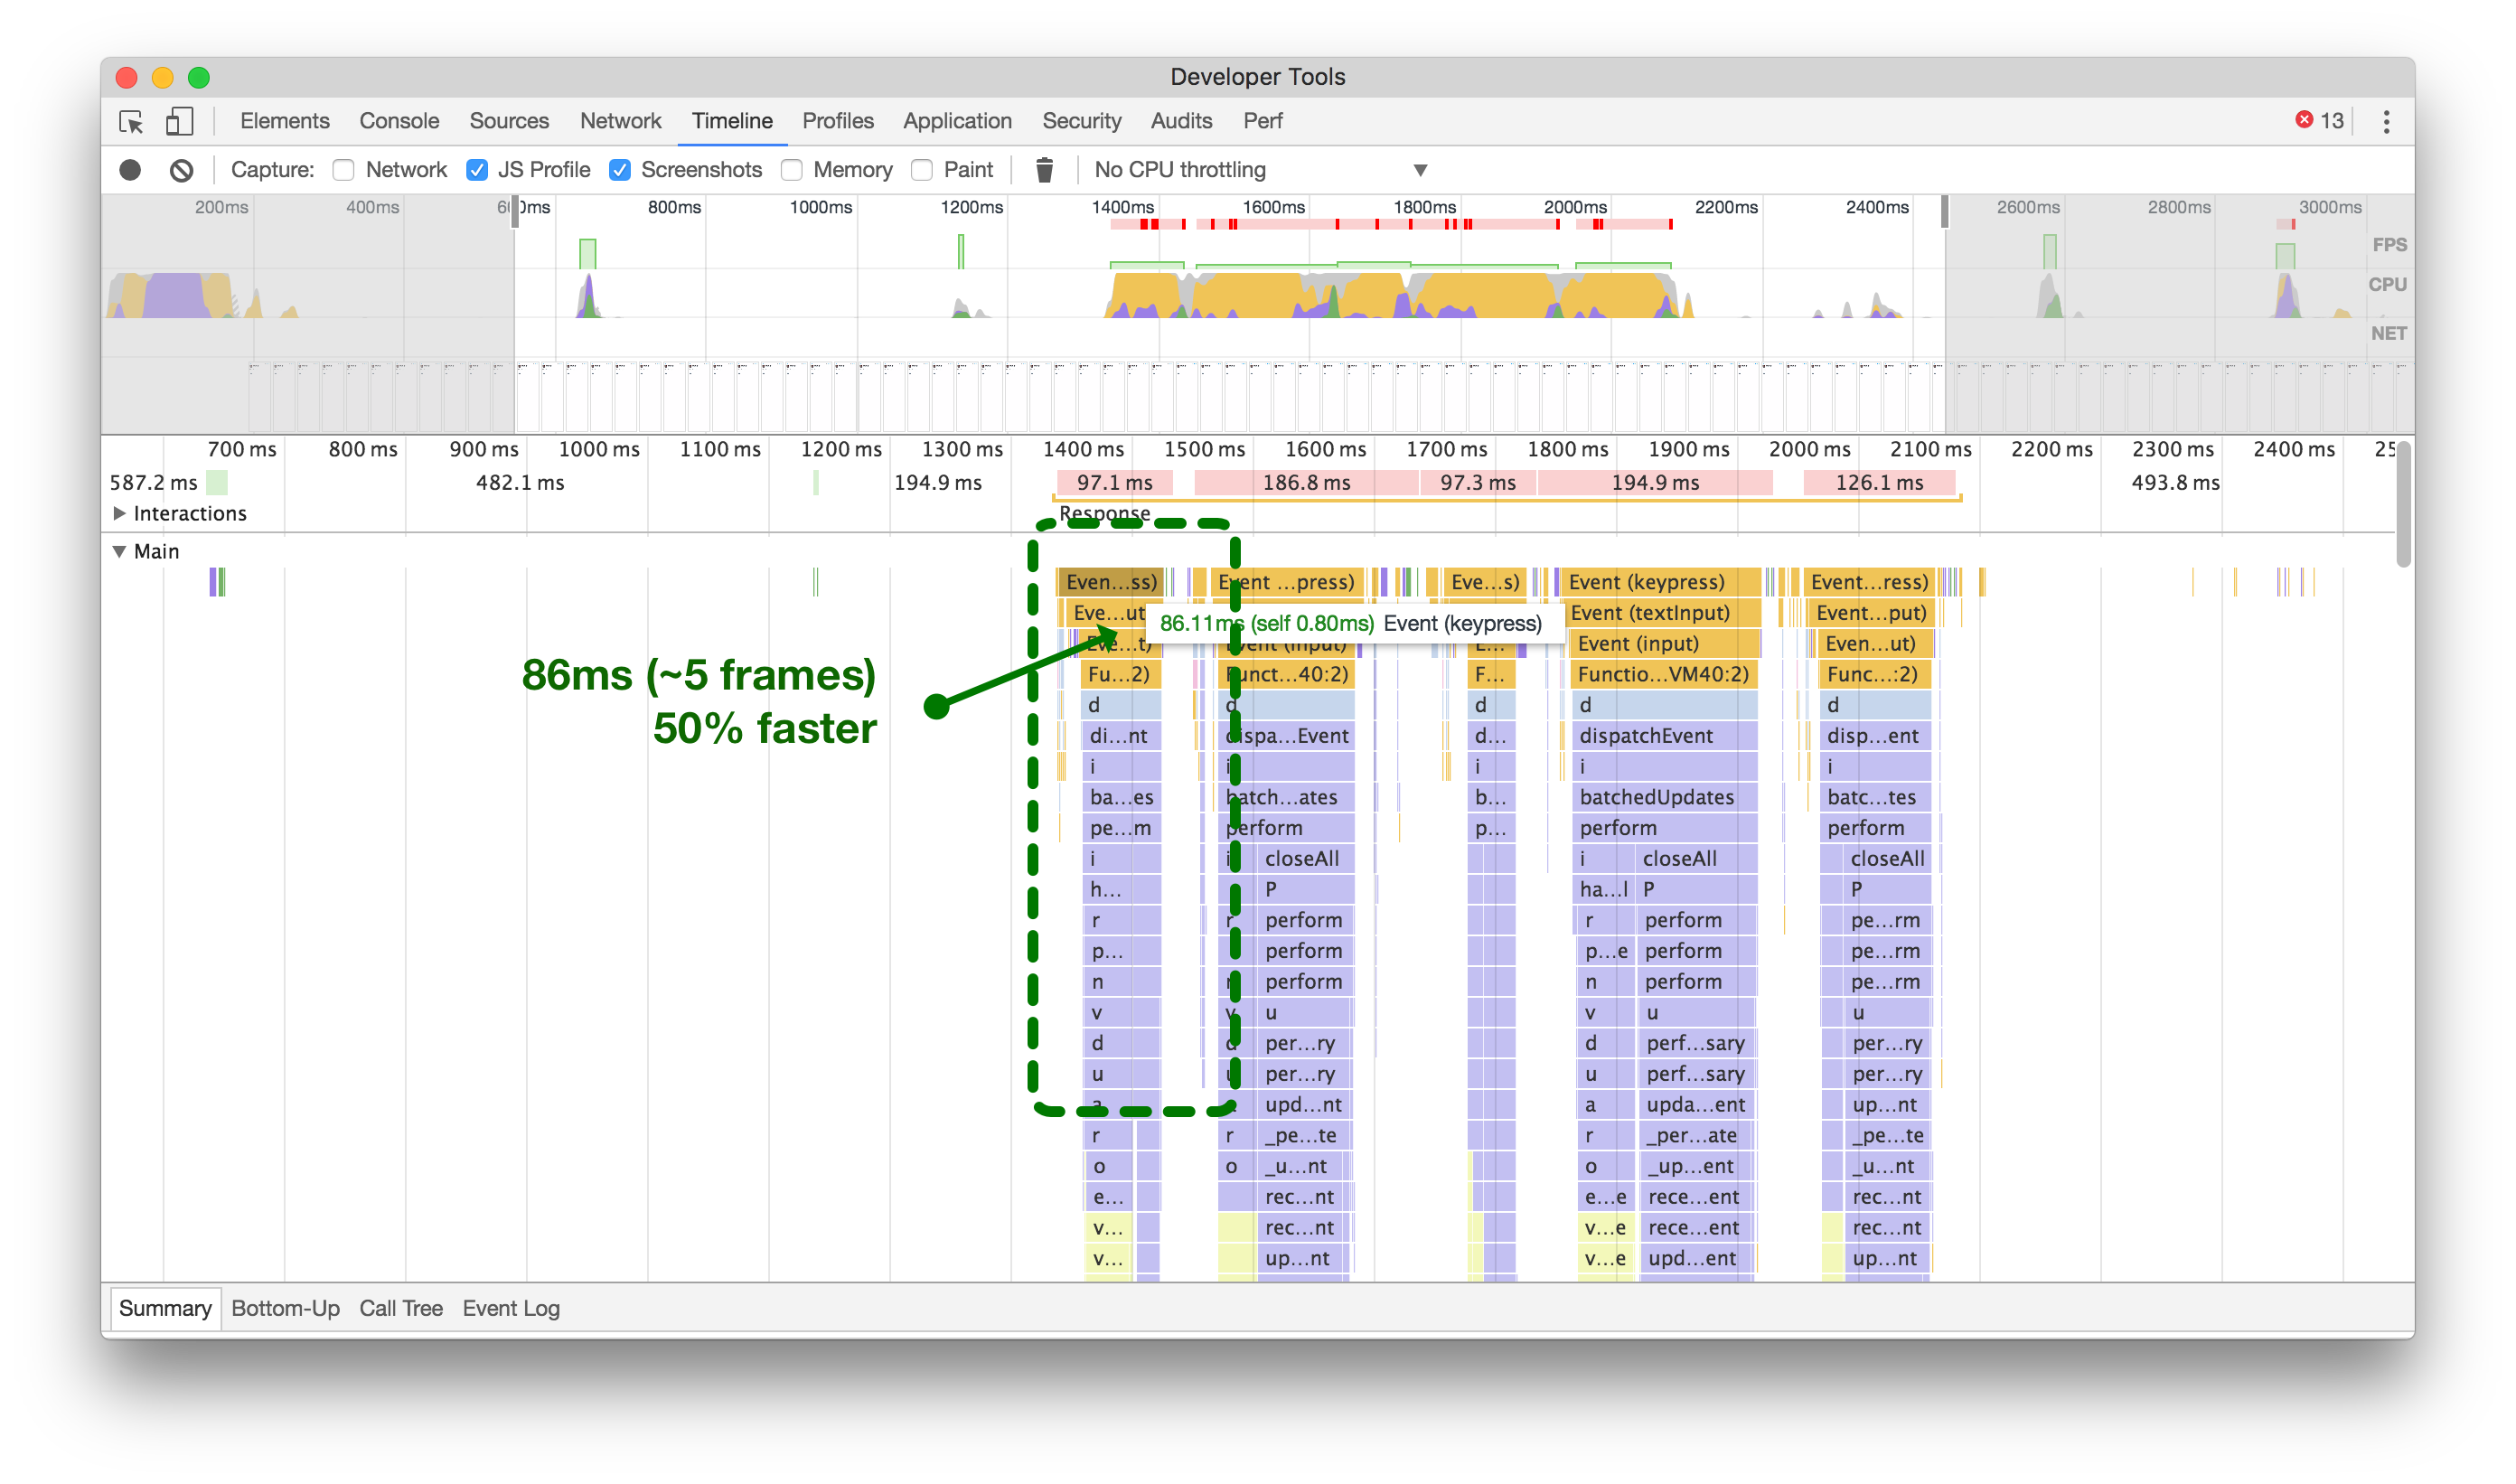 Developer Tools
Elements Console Sources Network Timeline Profiles Application Security Audits Perf 13
Capture: Network JS Profile Screenshots Memory Paint No CPU throttling
200ms 400ms 800ms 1000ms 1200ms 1400ms 1600ms 1800ms 2000ms 2200ms 2400ms 2600ms 2800ms 3000ms
FPS
CPU
NET
700 ms 800 ms 900 ms 1000 ms 1100 ms 1200 ms 1300 ms 1400 ms 1500 ms 1600 ms 1700 ms 1800 ms 1900 ms 2000 ms 2100 ms 2200 ms 2300 ms 2400 ms
587.2 ms 482.1 ms 194.9 ms 97.1 ms 186.8 ms 97.3 ms 194.9 ms 126.1 ms 493.8 ms
Interactions Response
Main
Even...ss) Event ...press) Eve...s) Event (keypress) Event...ress)
Eve...ut 86.11ms (self 0.80ms) Event (keypress) Event (textInput) Event...put)
Eve...t) Event (input) E... Event (input) Even...ut)
86ms (~5 frames)
50% faster
Fu...2) Funct...40:2) F... Functio...VM40:2) Func...:2)
d d d d d
di...nt dispa...Event d... dispatchEvent disp...ent
i i i i i
ba...es batch...ates b... batchedUpdates batc...tes
pe...m perform p... perform perform
i i closeAll i closeAll closeAll
h... P ha...l P P
r r perform r perform pe...rm
p... perform p...e perform pe...rm
n n perform n perform pe...rm
v v u v u u
d d per...ry d perf...sary per...ry
u u per...ry u perf...sary per...ry
a upd...nt a upda...ent up...nt
r r _pe...te r _per...ate _pe...te
o o _u...nt o _up...ent _u...nt
e... rec...nt e...e rece...ent rec...nt
v... rec...nt v...e rece...ent rec...nt
v... up...nt v...e upd...ent up...nt
Summary Bottom-Up Call Tree Event Log